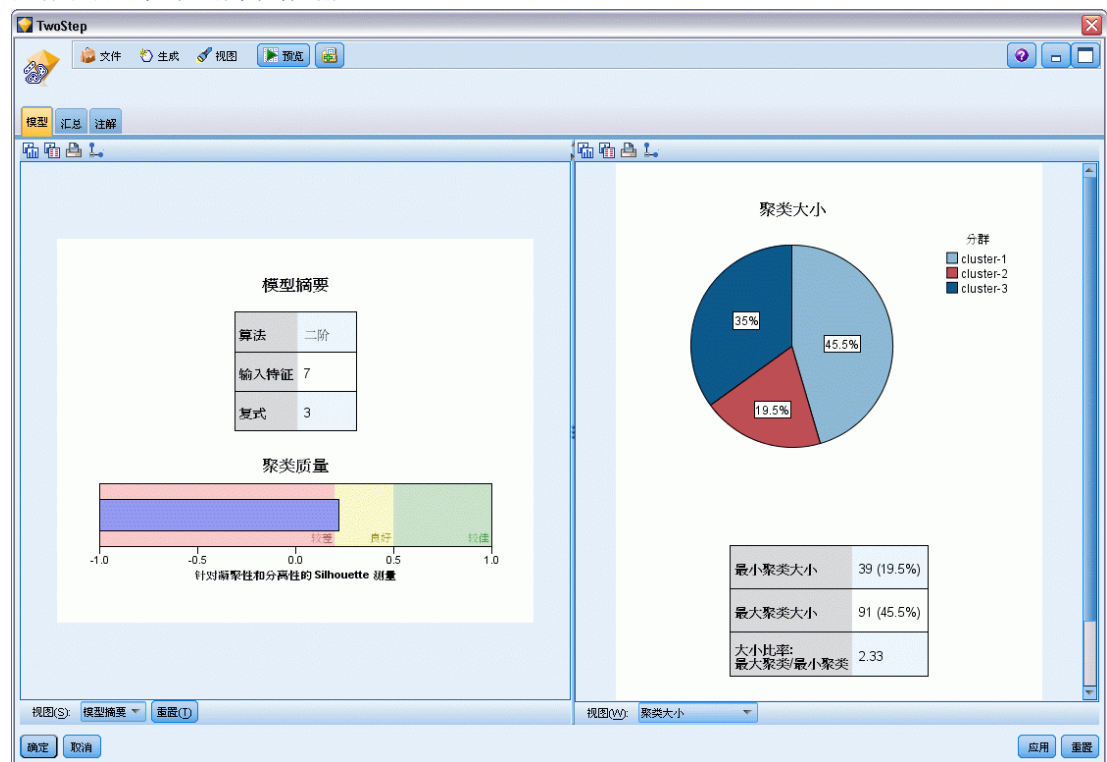 TwoStep
文件 生成 视图 预览
模型 汇总 注解
模型摘要
算法 二阶
输入特征 7
复式 3
聚类质量
较差 良好 较佳
-1.0 -0.5 0.0 0.5 1.0
针对凝聚性和分离性的 Silhouette 测量
视图(S): 模型摘要 重置(T)
聚类大小
分群
cluster-1
cluster-2
cluster-3
35%
45.5%
19.5%
最小聚类大小 39 (19.5%)
最大聚类大小 91 (45.5%)
大小比率:
最大聚类/最小聚类 2.33
视图(W): 聚类大小
确定 取消 应用 重置